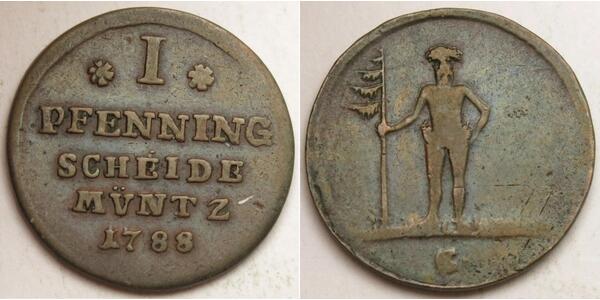 I
PFENNING
SCHEIDE
MÜNTZ
1788
C